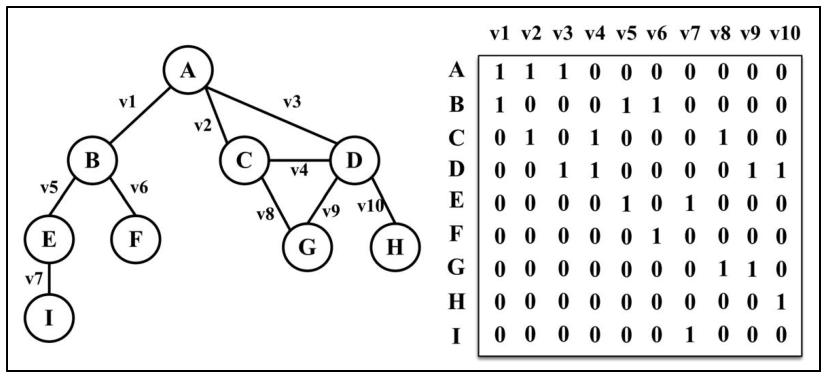 A
v1
v2
v3
B
C
v4
D
v5
v6
v8
v9
v10
E
F
G
H
v7
I
v1 v2 v3 v4 v5 v6 v7 v8 v9 v10
A 1 1 1 0 0 0 0 0 0 0
B 1 0 0 0 1 1 0 0 0 0
C 0 1 0 1 0 0 0 1 0 0
D 0 0 1 1 0 0 0 0 1 1
E 0 0 0 0 1 0 1 0 0 0
F 0 0 0 0 0 1 0 0 0 0
G 0 0 0 0 0 0 0 1 1 0
H 0 0 0 0 0 0 0 0 0 1
I 0 0 0 0 0 0 1 0 0 0